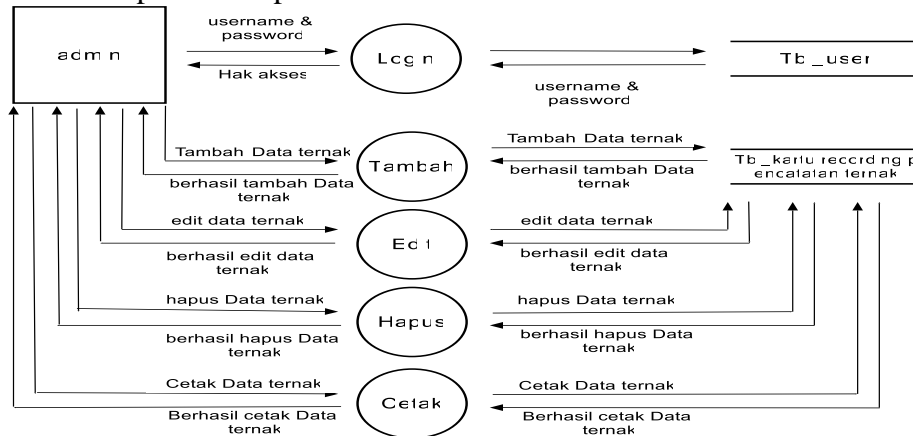 username &
password
admin
Login
Tb_user
Hak akses
username &
password
Tambah Data ternak
Tambah
Tambah Data ternak
Tb_kartu recording p
encatatan ternak
berhasil tambah Data
ternak
berhasil tambah Data
ternak
edit data ternak
Edit
edit data ternak
berhasil edit data
ternak
berhasil edit data
ternak
hapus Data ternak
Hapus
hapus Data ternak
berhasil hapus Data
ternak
berhasil hapus Data
ternak
Cetak Data ternak
Cetak
Cetak Data ternak
Berhasil cetak Data
ternak
Berhasil cetak Data
ternak